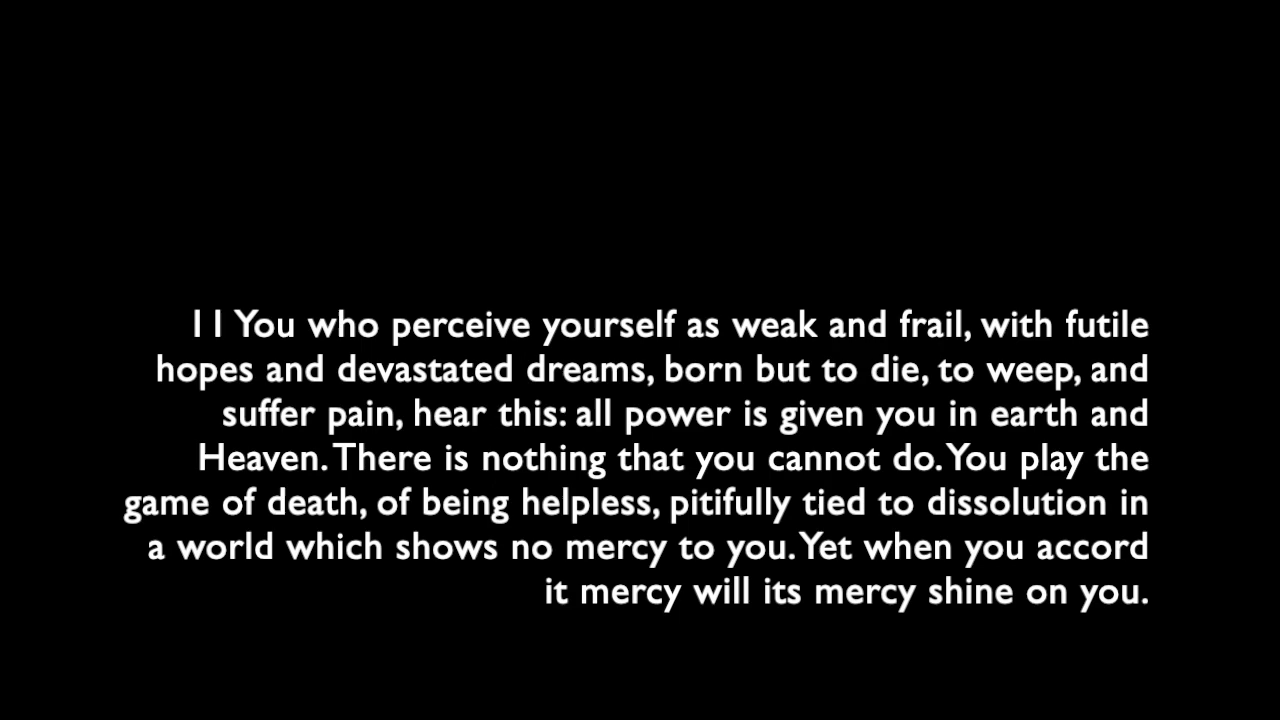 11 You who perceive yourself as weak and frail, with futile
hopes and devastated dreams, born but to die, to weep, and
suffer pain, hear this: all power is given you in earth and
Heaven. There is nothing that you cannot do. You play the
game of death, of being helpless, pitifully tied to dissolution in
a world which shows no mercy to you. Yet when you accord
it mercy will its mercy shine on you.